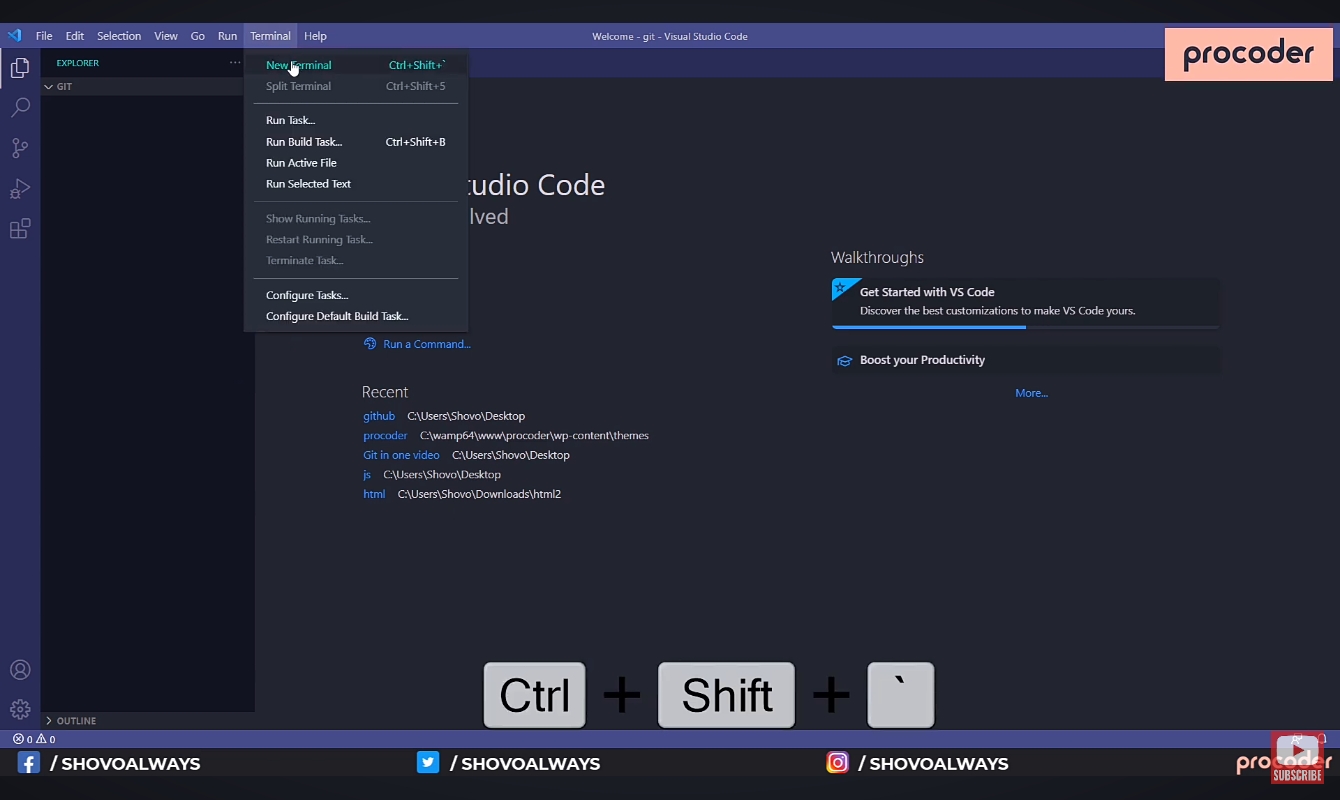 File Edit Selection View Go Run Terminal Help
Welcome - git - Visual Studio Code
procoder
EXPLORER ...
GIT
New Terminal Ctrl+Shift+`
Split Terminal Ctrl+Shift+5
Run Task...
Run Build Task... Ctrl+Shift+B
Run Active File
Run Selected Text
Show Running Tasks...
Restart Running Task...
Terminate Task...
Configure Tasks...
Configure Default Build Task...
tudio Code
lved
Run a Command...
Recent
github C:\Users\Shovo\Desktop
procoder C:\wamp64\www\procoder\wp-content\themes
Git in one video C:\Users\Shovo\Desktop
js C:\Users\Shovo\Desktop
html C:\Users\Shovo\Downloads\html2
Walkthroughs
Get Started with VS Code
Discover the best customizations to make VS Code yours.
Boost your Productivity
More...
Ctrl + Shift + `
OUTLINE
0 0
/ SHOVOALWAYS
/ SHOVOALWAYS
/ SHOVOALWAYS
procoder
SUBSCRIBE